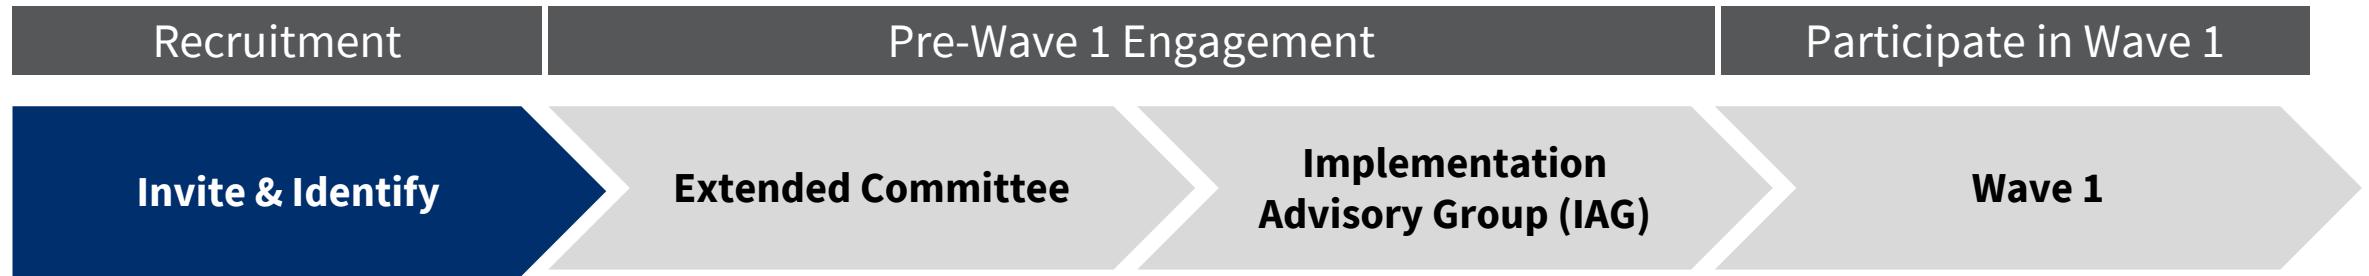 Recruitment
Pre-Wave 1 Engagement
Participate in Wave 1
Invite & Identify
Extended Committee
Implementation
Advisory Group (IAG)
Wave 1